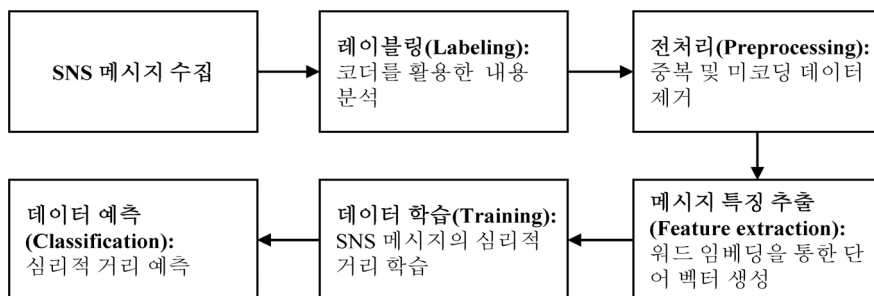 SNS 메시지 수집
레이블링(Labeling):
코더를 활용한 내용
분석
전처리(Preprocessing):
중복 및 미코딩 데이터
제거
메시지 특징 추출
(Feature extraction):
워드 임베딩을 통한 단
어 벡터 생성
데이터 학습(Training):
SNS 메시지의 심리적
거리 학습
데이터 예측
(Classification):
심리적 거리 예측